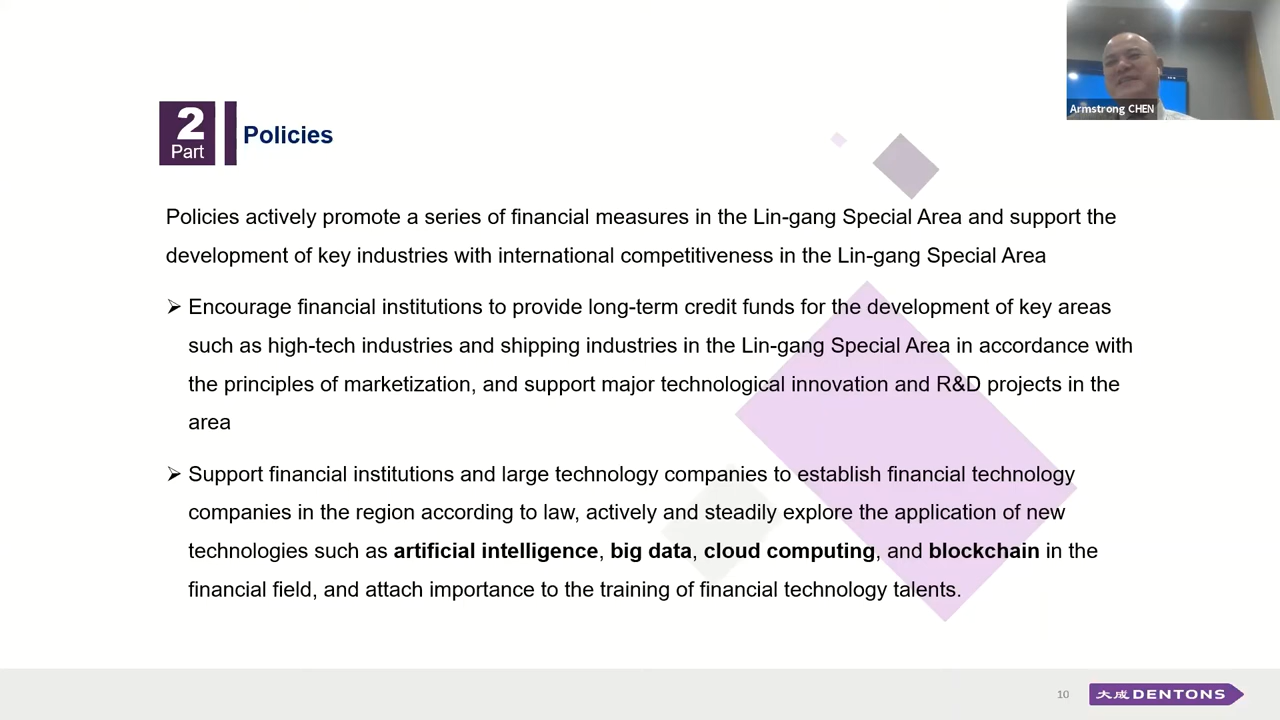 Armstrong CHEN
2
Part
Policies
Policies actively promote a series of financial measures in the Lin-gang Special Area and support the
development of key industries with international competitiveness in the Lin-gang Special Area
➢ Encourage financial institutions to provide long-term credit funds for the development of key areas
such as high-tech industries and shipping industries in the Lin-gang Special Area in accordance with
the principles of marketization, and support major technological innovation and R&D projects in the
area
➢ Support financial institutions and large technology companies to establish financial technology
companies in the region according to law, actively and steadily explore the application of new
technologies such as artificial intelligence, big data, cloud computing, and blockchain in the
financial field, and attach importance to the training of financial technology talents.
10
大成 DENTONS